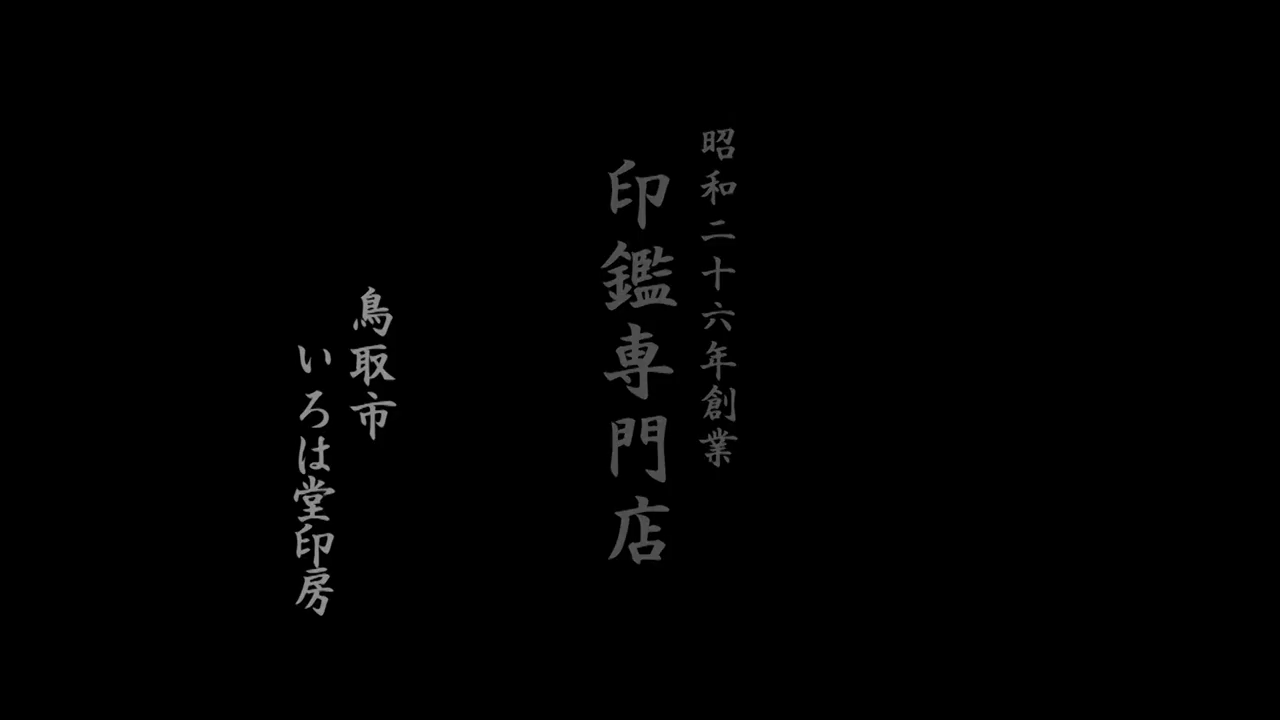 昭和二十六年創業
印鑑専門店
鳥取市
いろは堂印房